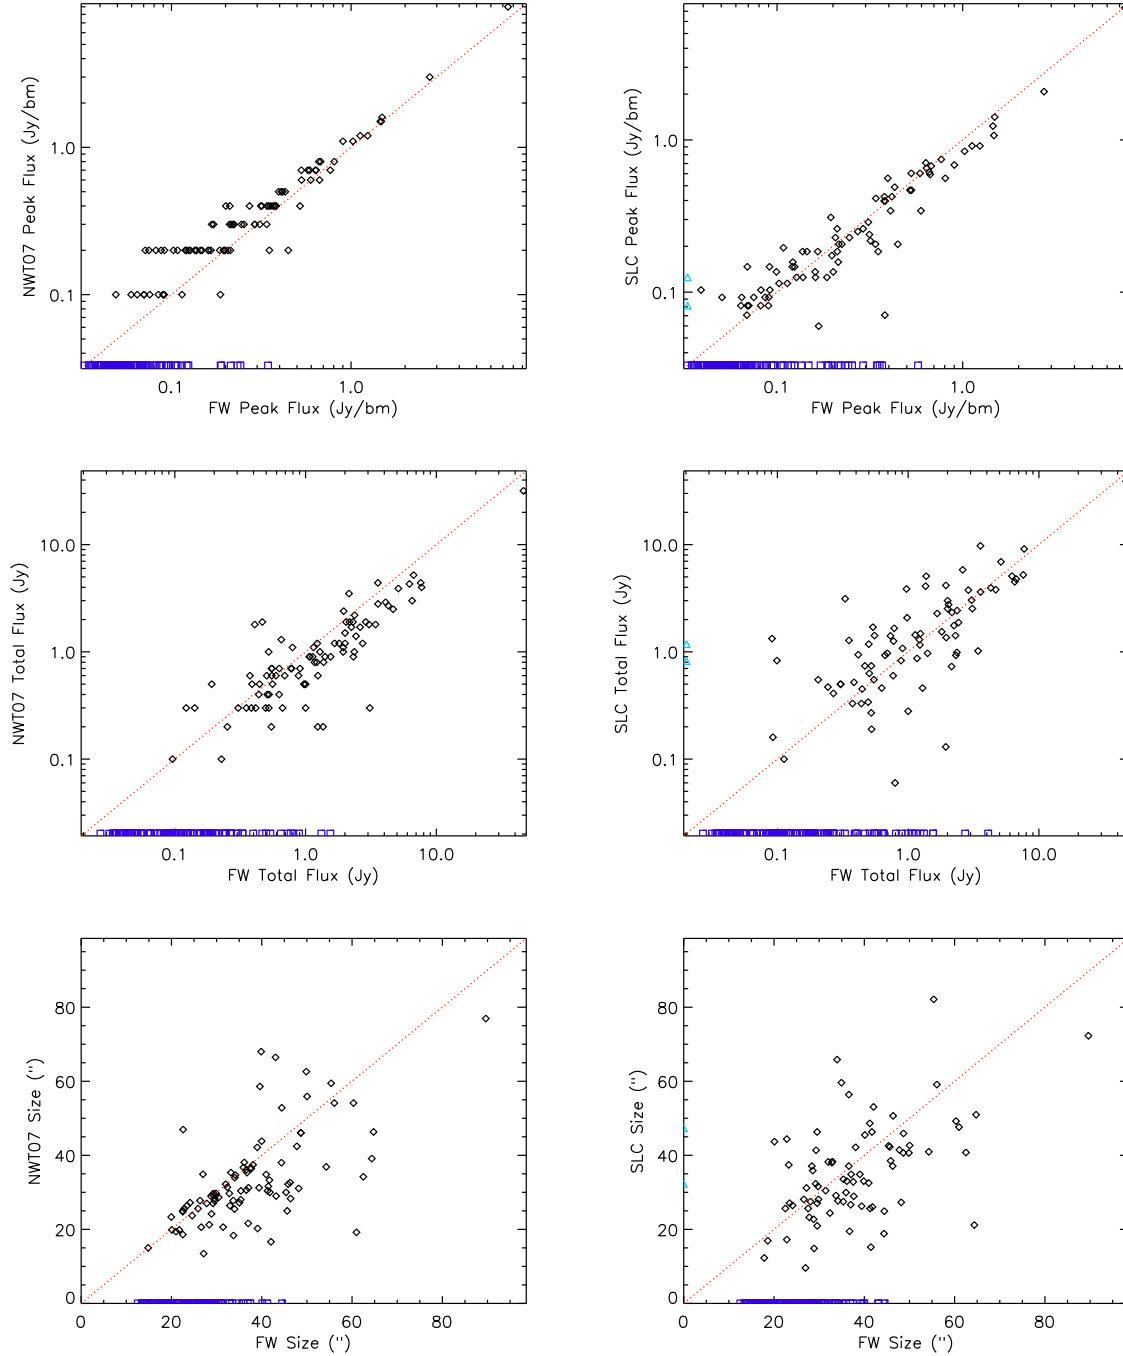 NWT07 Peak Flux (Jy/bm)
1.0
0.1
0.1 1.0
FW Peak Flux (Jy/bm)
SLC Peak Flux (Jy/bm)
1.0
0.1
0.1 1.0
FW Peak Flux (Jy/bm)
NWT07 Total Flux (Jy)
10.0
1.0
0.1
0.1 1.0 10.0
FW Total Flux (Jy)
SLC Total Flux (Jy)
10.0
1.0
0.1
0.1 1.0 10.0
FW Total Flux (Jy)
NWT07 Size (")
80
60
40
20
0
0 20 40 60 80
FW Size (")
SLC Size (")
80
60
40
20
0
0 20 40 60 80
FW Size (")